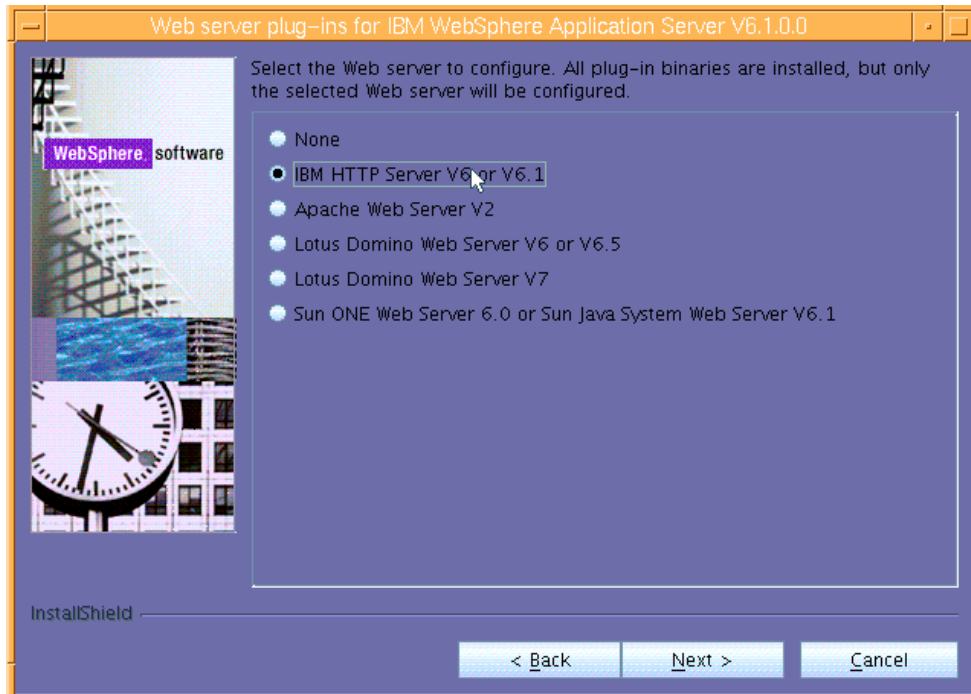 Web server plug-ins for IBM WebSphere Application Server V6.1.0.0
Select the Web server to configure. All plug-in binaries are installed, but only
the selected Web server will be configured.
WebSphere. software
None
IBM HTTP Server V6 or V6.1
Apache Web Server V2
Lotus Domino Web Server V6 or V6.5
Lotus Domino Web Server V7
Sun ONE Web Server 6.0 or Sun Java System Web Server V6.1
InstallShield
< Back
Next >
Cancel